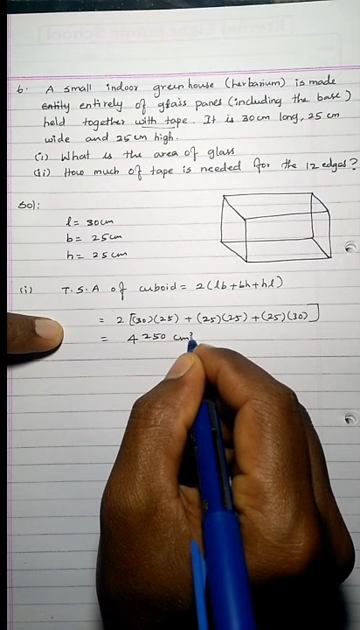 6. A small indoor green house (herbarium) is made
entirly entirely of glass panes (including the base)
held together with tape. It is 30cm long, 25 cm
wide and 25cm high.
(i) What is the area of glass
(ii) How much of tape is needed for the 12 edges?
Sol:
l = 30cm
b = 25cm
h = 25cm
(i) T.S.A of cuboid = 2(lb+bh+hl)
= 2 [(30)(25) + (25)(25) + (25)(30)]
= 4250 cm²